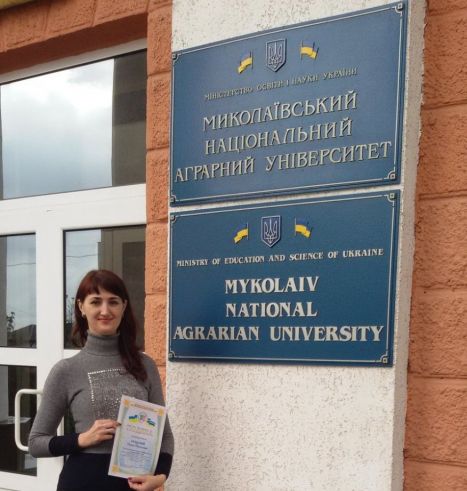 МІНІСТЕРСТВО ОСВІТИ І НАУКИ УКРАЇНИ
МИКОЛАЇВСЬКИЙ
НАЦІОНАЛЬНИЙ
АГРАРНИЙ УНІВЕРСИТЕТ
MINISTRY OF EDUCATION AND SCIENCE OF UKRAINE
MYKOLAIV
NATIONAL
AGRARIAN UNIVERSITY